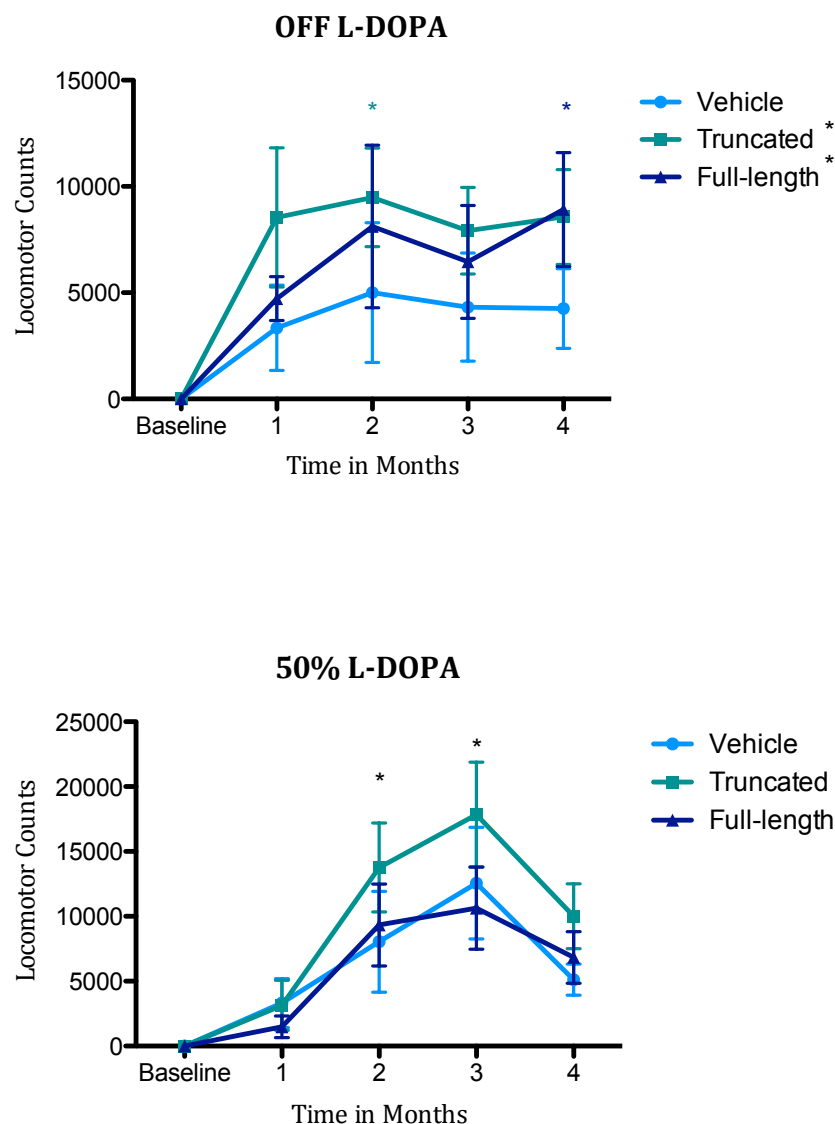 OFF L-DOPA
15000
10000
5000
0
Locomotor Counts
*
*
Vehicle
Truncated *
Full-length *
Baseline 1 2 3 4
Time in Months
50% L-DOPA
25000
20000
15000
10000
5000
0
Locomotor Counts
*
*
Vehicle
Truncated
Full-length
Baseline 1 2 3 4
Time in Months